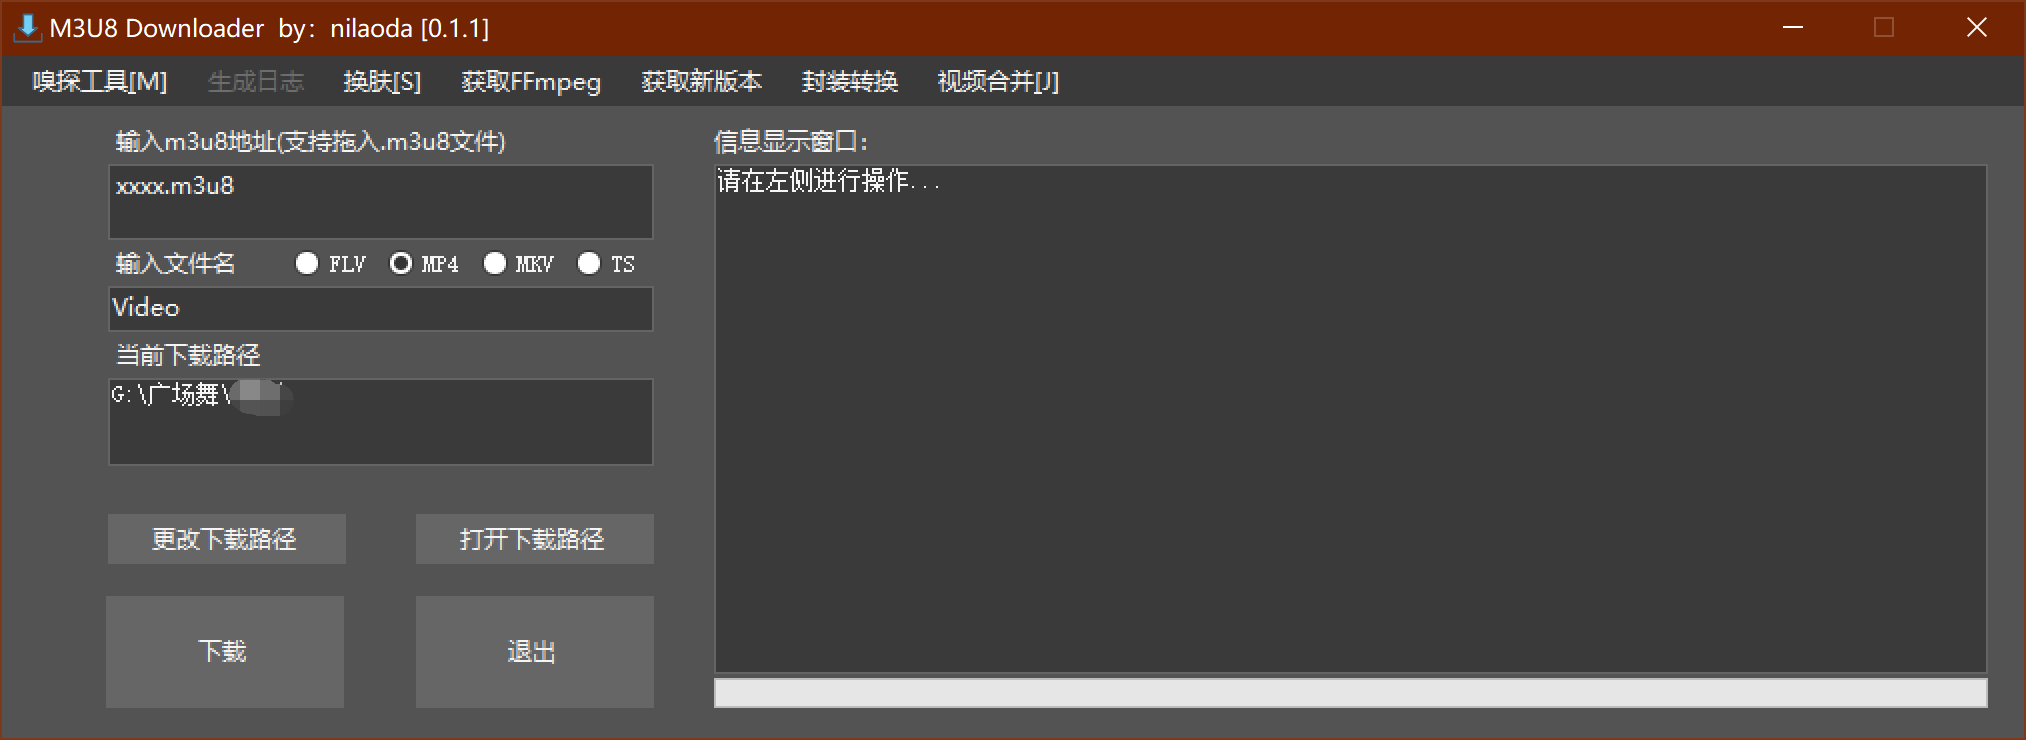 M3U8 Downloader by：nilaoda [0.1.1]
嗅探工具[M] 生成日志 换肤[S] 获取FFmpeg 获取新版本 封装转换 视频合并[J]
输入m3u8地址(支持拖入.m3u8文件)
xxxx.m3u8
输入文件名 FLV MP4 MKV TS
Video
当前下载路径
G:\广场舞\
更改下载路径 打开下载路径
下载 退出
信息显示窗口：
请在左侧进行操作...